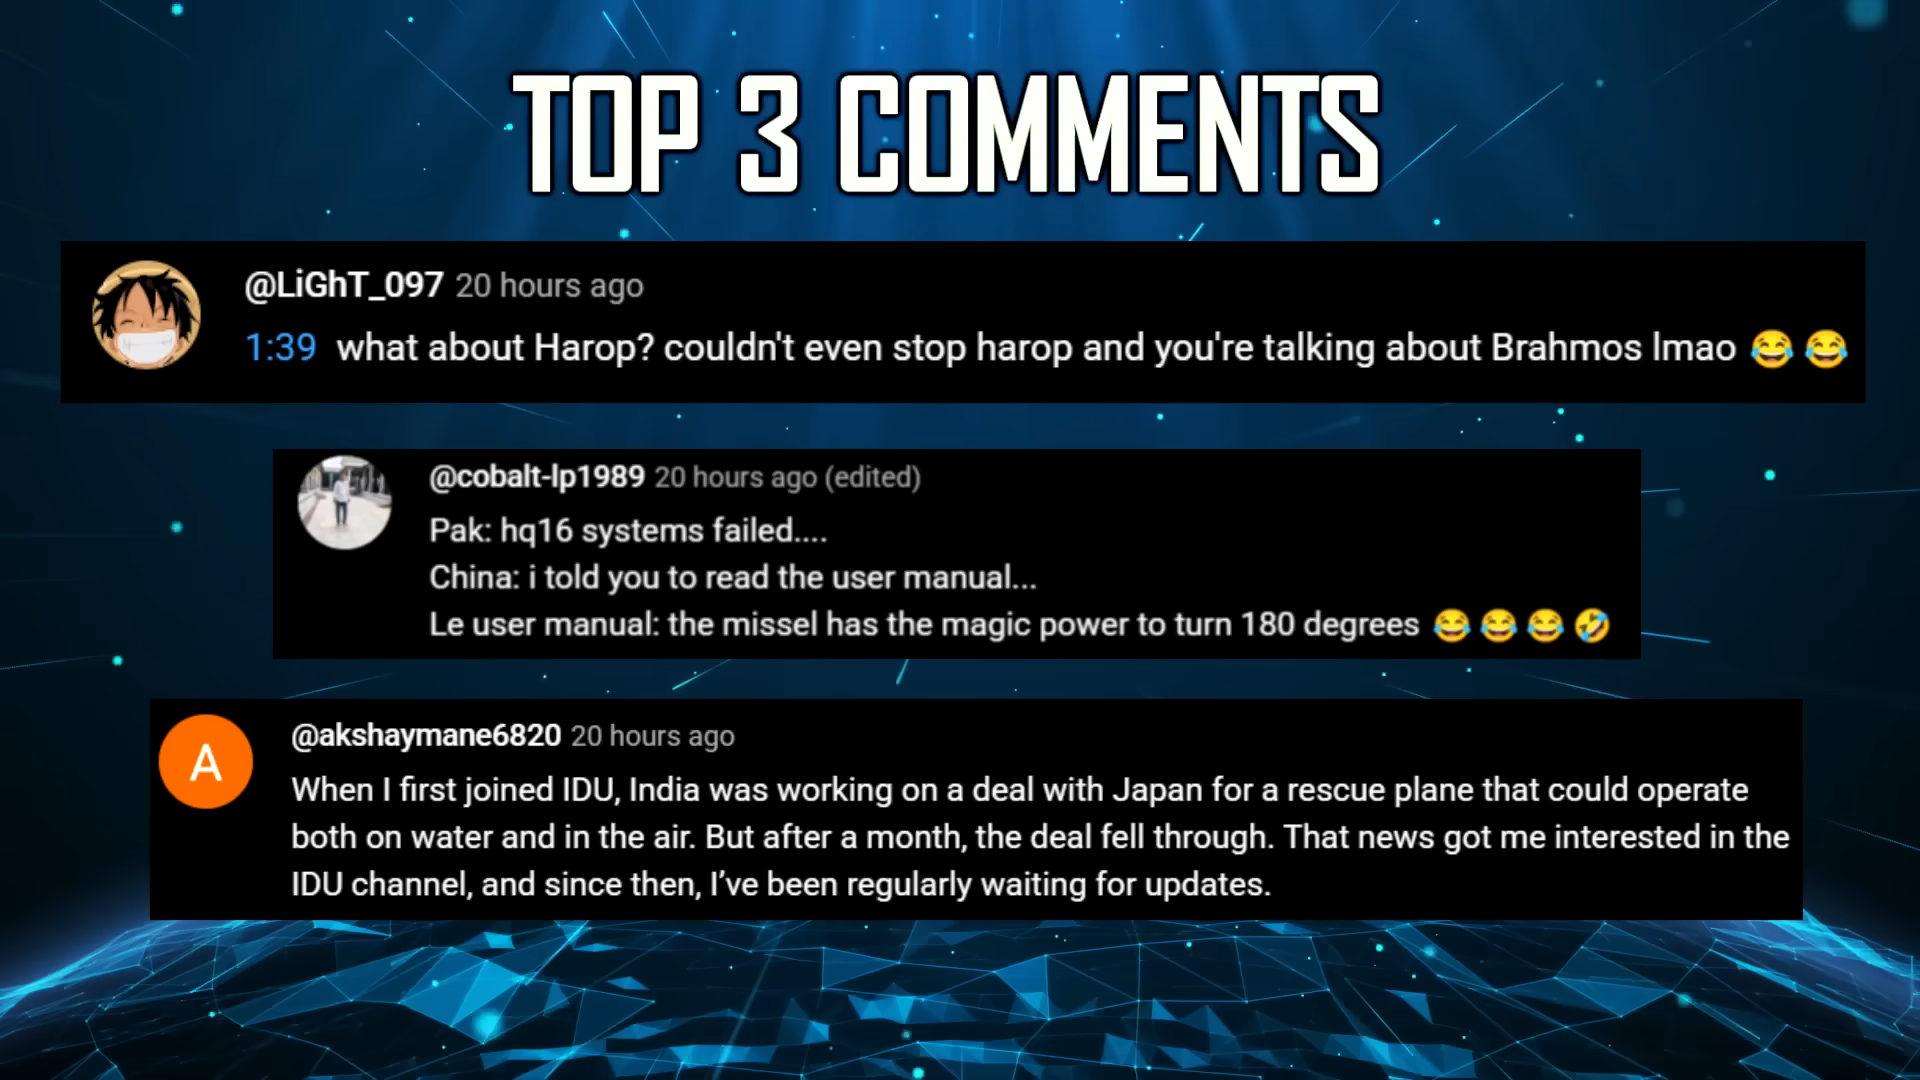 TOP 3 COMMENTS
@LiGhT_097 20 hours ago
1:39 what about Harop? couldn't even stop harop and you're talking about Brahmos lmao 😂 😂
@cobalt-lp1989 20 hours ago (edited)
Pak: hq16 systems failed....
China: i told you to read the user manual...
Le user manual: the missel has the magic power to turn 180 degrees 😂 😂 😂 🤣
A
@akshaymane6820 20 hours ago
When I first joined IDU, India was working on a deal with Japan for a rescue plane that could operate
both on water and in the air. But after a month, the deal fell through. That news got me interested in the
IDU channel, and since then, I’ve been regularly waiting for updates.